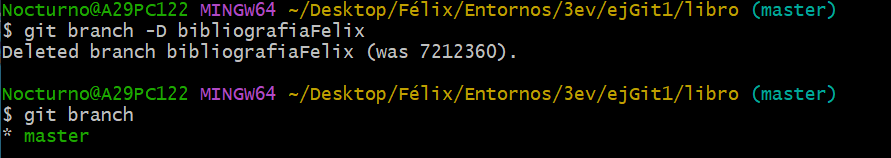 Nocturno@A29PC122 MINGW64 ~/Desktop/Félix/Entornos/3ev/ejGit1/libro (master)
$ git branch -D bibliografiaFelix
Deleted branch bibliografiaFelix (was 7212360).
Nocturno@A29PC122 MINGW64 ~/Desktop/Félix/Entornos/3ev/ejGit1/libro (master)
$ git branch
* master